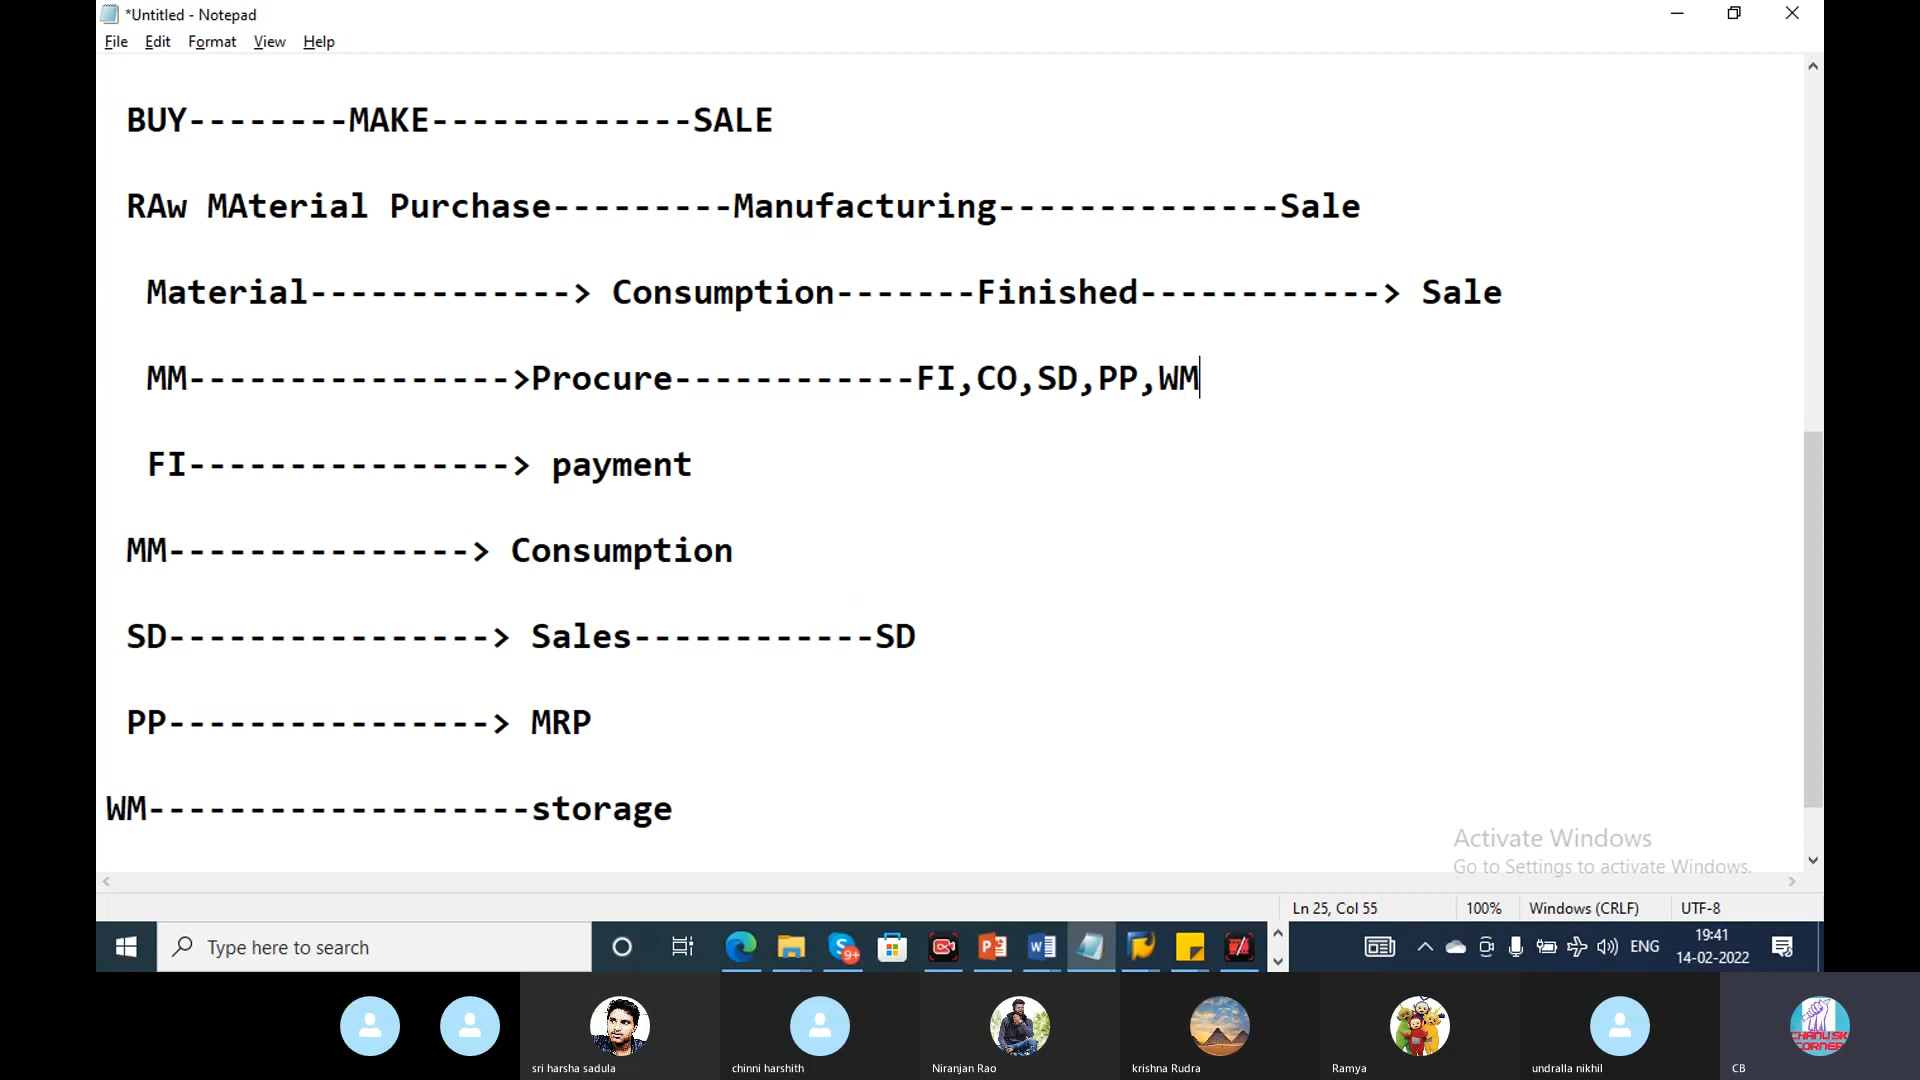 *Untitled - Notepad
File Edit Format View Help
BUY--------MAKE-------------SALE
RAw MAterial Purchase---------Manufacturing--------------Sale
Material-------------> Consumption-------Finished------------> Sale
MM---------------->Procure------------FI,CO,SD,PP,WM
FI----------------> payment
MM---------------> Consumption
SD----------------> Sales------------SD
PP----------------> MRP
WM-------------------storage
Activate Windows
Go to Settings to activate Windows.
Ln 25, Col 55 100% Windows (CRLF) UTF-8
Type here to search
9+
ENG
19:41
14-02-2022
sri harsha sadula
chinni harshith
Niranjan Rao
krishna Rudra
Ramya
undralla nikhil
CHANU SK
CORNER
CB